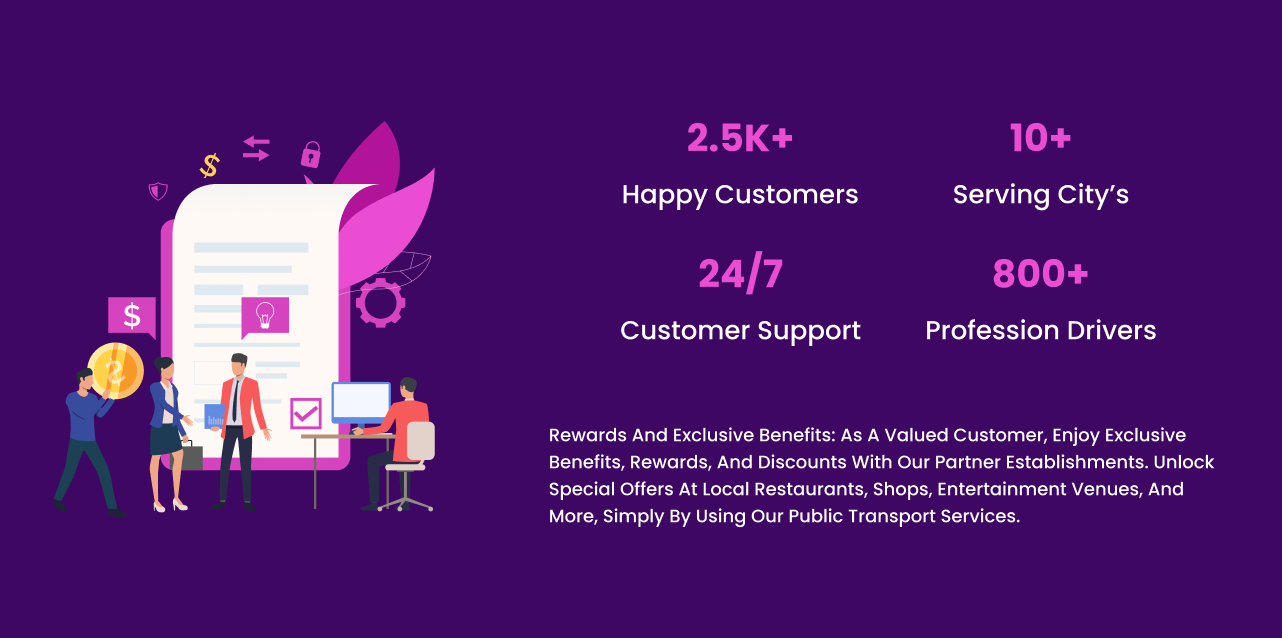 2.5K+
Happy Customers
10+
Serving City’s
24/7
Customer Support
800+
Profession Drivers
$
$
Rewards And Exclusive Benefits: As A Valued Customer, Enjoy Exclusive
Benefits, Rewards, And Discounts With Our Partner Establishments. Unlock
Special Offers At Local Restaurants, Shops, Entertainment Venues, And
More, Simply By Using Our Public Transport Services.